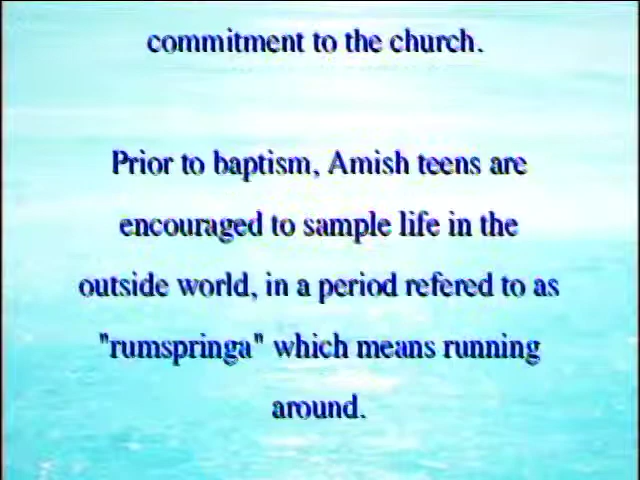 commitment to the church.
Prior to baptism, Amish teens are
encouraged to sample life in the
outside world, in a period refered to as
"rumspringa" which means running
around.